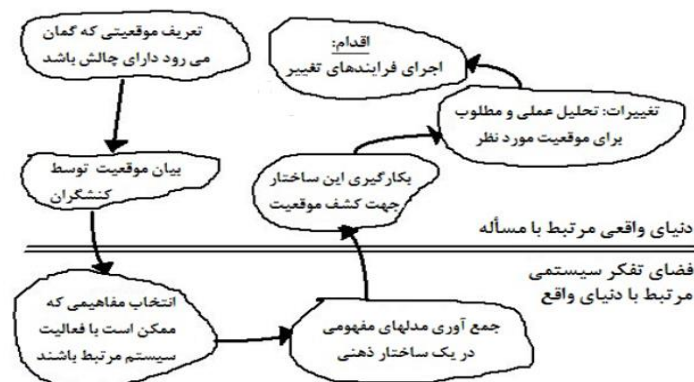 تعریف موقعیتی که گمان
می رود دارای چالش باشد
بیان موقعیت توسط
کنشگران
انتخاب مفاهیمی که
ممکن است با فعالیت
سیستم مرتبط باشند
جمع آوری مدلهای مفهومی
در یک ساختار ذهنی
بکارگیری این ساختار
جهت کشف موقعیت
تغییرات: تحلیل عملی و مطلوب
برای موقعیت مورد نظر
اقدام:
اجرای فرایندهای تغییر
دنیای واقعی مرتبط با مسأله
فضای تفکر سیستمی
مرتبط با دنیای واقع